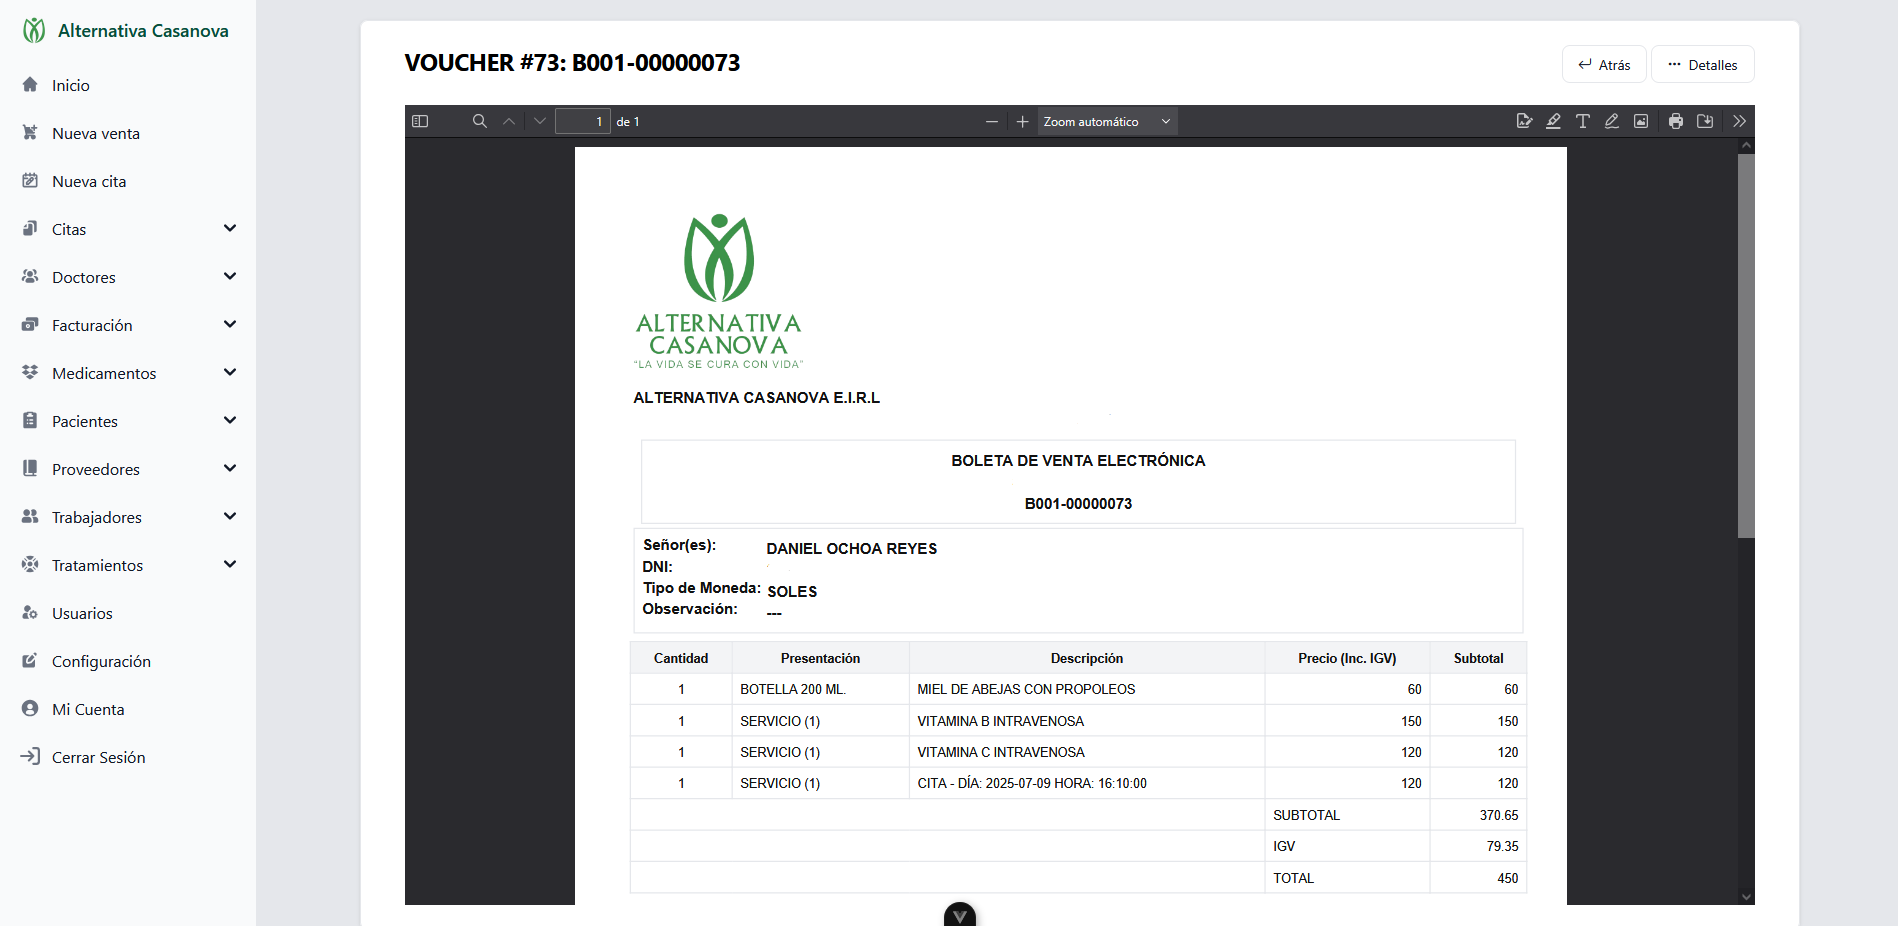 Alternativa Casanova
Inicio
Nueva venta
Nueva cita
Citas
Doctores
Facturación
Medicamentos
Pacientes
Proveedores
Trabajadores
Tratamientos
Usuarios
Configuración
Mi Cuenta
Cerrar Sesión
VOUCHER #73: B001-00000073
Atrás
Detalles
1 de 1
Zoom automático
ALTERNATIVA
CASANOVA
“LA VIDA SE CURA CON VIDA”
ALTERNATIVA CASANOVA E.I.R.L
BOLETA DE VENTA ELECTRÓNICA
B001-00000073
Señor(es): DANIEL OCHOA REYES
DNI:
Tipo de Moneda: SOLES
Observación: ---
Cantidad Presentación Descripción Precio (Inc. IGV) Subtotal
1 BOTELLA 200 ML. MIEL DE ABEJAS CON PROPOLEOS 60 60
1 SERVICIO (1) VITAMINA B INTRAVENOSA 150 150
1 SERVICIO (1) VITAMINA C INTRAVENOSA 120 120
1 SERVICIO (1) CITA - DÍA: 2025-07-09 HORA: 16:10:00 120 120
SUBTOTAL 370.65
IGV 79.35
TOTAL 450